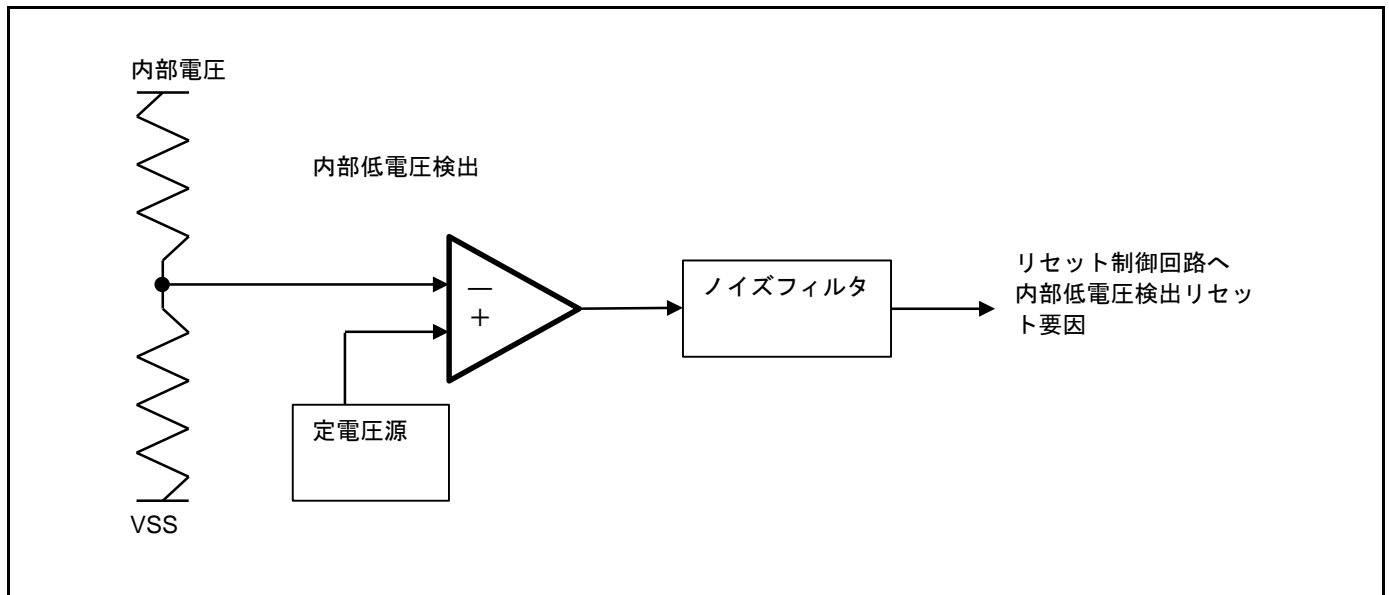 内部電圧
内部低電圧検出
－
＋
ノイズフィルタ
リセット制御回路へ
内部低電圧検出リセッ
ト要因
定電圧源
VSS